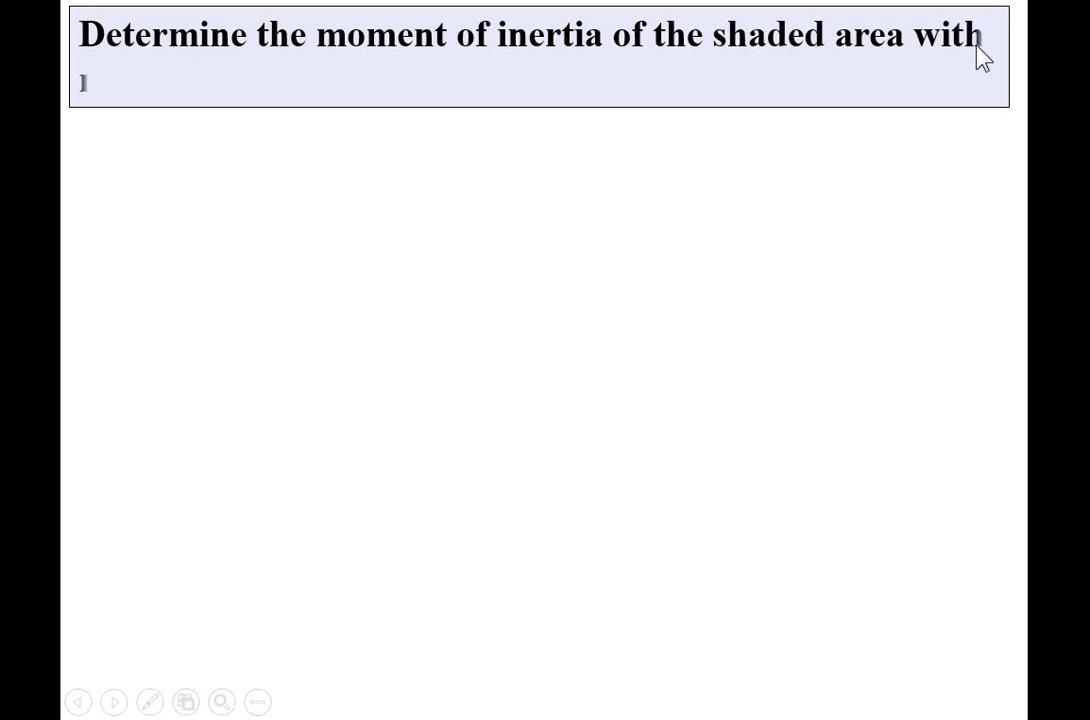 Determine the moment of inertia of the shaded area with